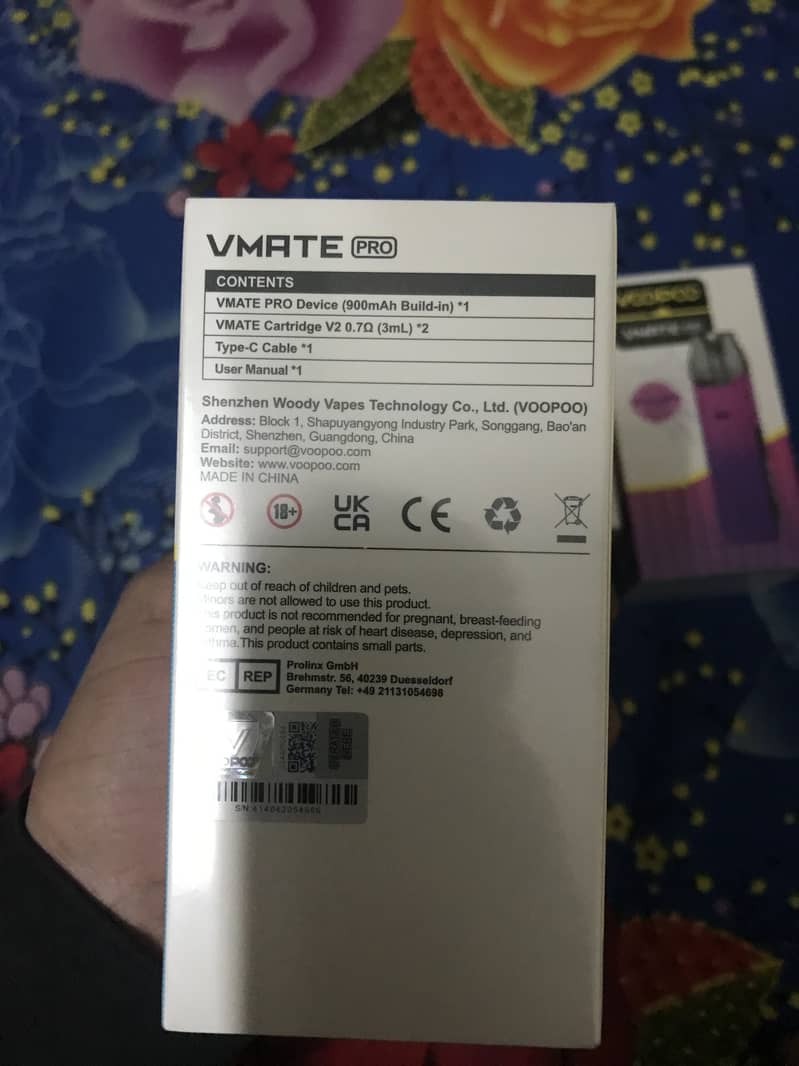 VMATE PRO
CONTENTS
VMATE PRO Device (900mAh Build-in) *1
VMATE Cartridge V2 0.7Ω (3mL) *2
Type-C Cable *1
User Manual *1
Shenzhen Woody Vapes Technology Co., Ltd. (VOOPOO)
Address: Block 1, Shapuyangyong Industry Park, Songgang, Bao'an
District, Shenzhen, Guangdong, China
Email: support@voopoo.com
Website: www.voopoo.com
MADE IN CHINA
18+
UK
CA
CE
WARNING:
Keep out of reach of children and pets.
Minors are not allowed to use this product.
This product is not recommended for pregnant, breast-feeding
women, and people at risk of heart disease, depression, and
asthma.This product contains small parts.
EC REP
Prolinx GmbH
Brehmstr. 56, 40239 Duesseldorf
Germany Tel: +49 21131054698
VOOPOO
VMATE